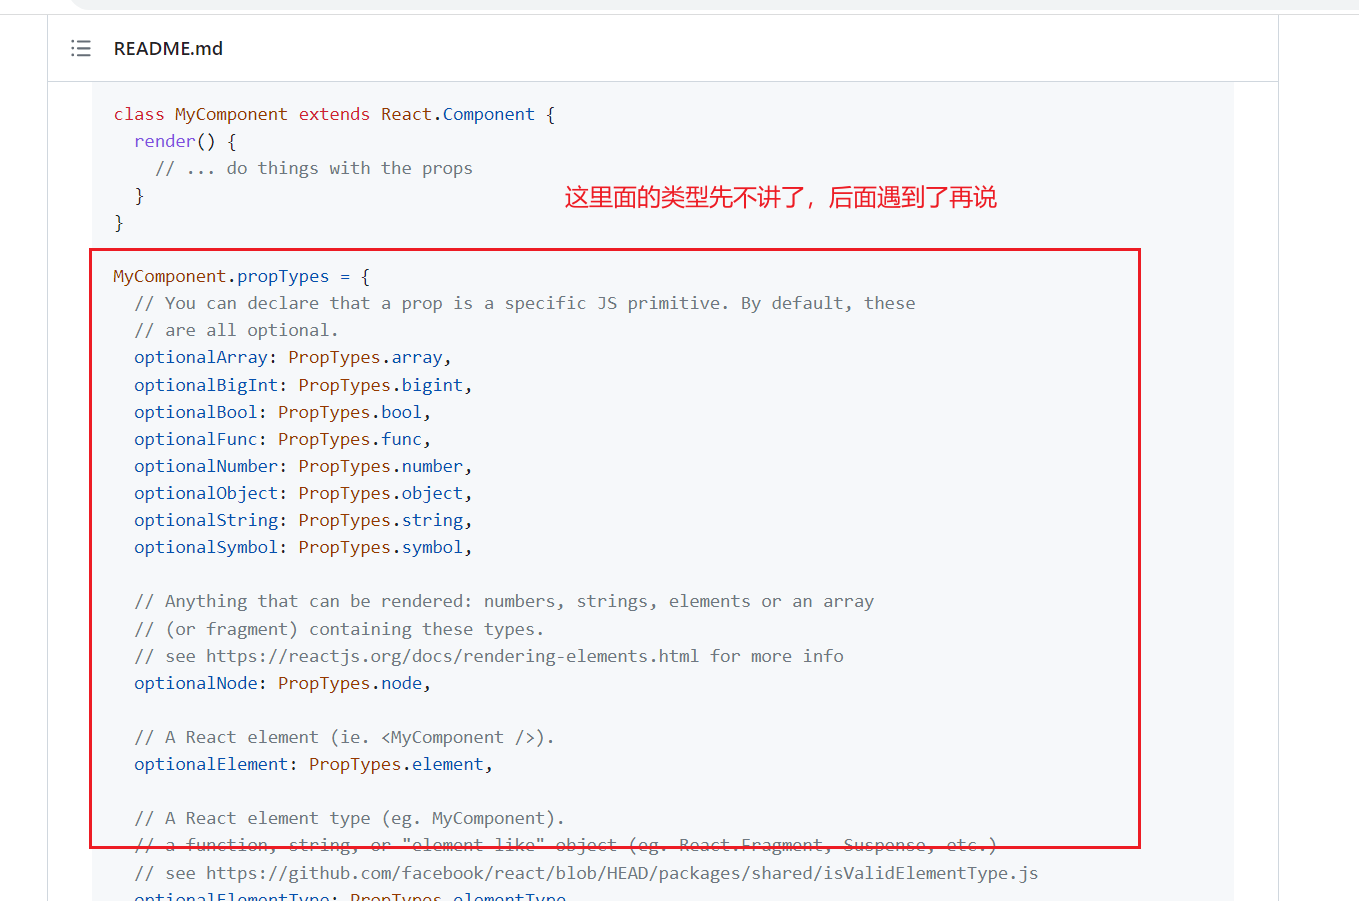 README.md
class MyComponent extends React.Component {
render() {
// ... do things with the props
}
这里面的类型先不讲了，后面遇到了再说
}
MyComponent.propTypes = {
// You can declare that a prop is a specific JS primitive. By default, these
// are all optional.
optionalArray: PropTypes.array,
optionalBigInt: PropTypes.bigint,
optionalBool: PropTypes.bool,
optionalFunc: PropTypes.func,
optionalNumber: PropTypes.number,
optionalObject: PropTypes.object,
optionalString: PropTypes.string,
optionalSymbol: PropTypes.symbol,
// Anything that can be rendered: numbers, strings, elements or an array
// (or fragment) containing these types.
// see https://reactjs.org/docs/rendering-elements.html for more info
optionalNode: PropTypes.node,
// A React element (ie. <MyComponent />).
optionalElement: PropTypes.element,
// A React element type (eg. MyComponent).
// a function, string, or "element-like" object (eg. React.Fragment, Suspense, etc.)
// see https://github.com/facebook/react/blob/HEAD/packages/shared/isValidElementType.js
optionalElementType: PropTypes.elementType